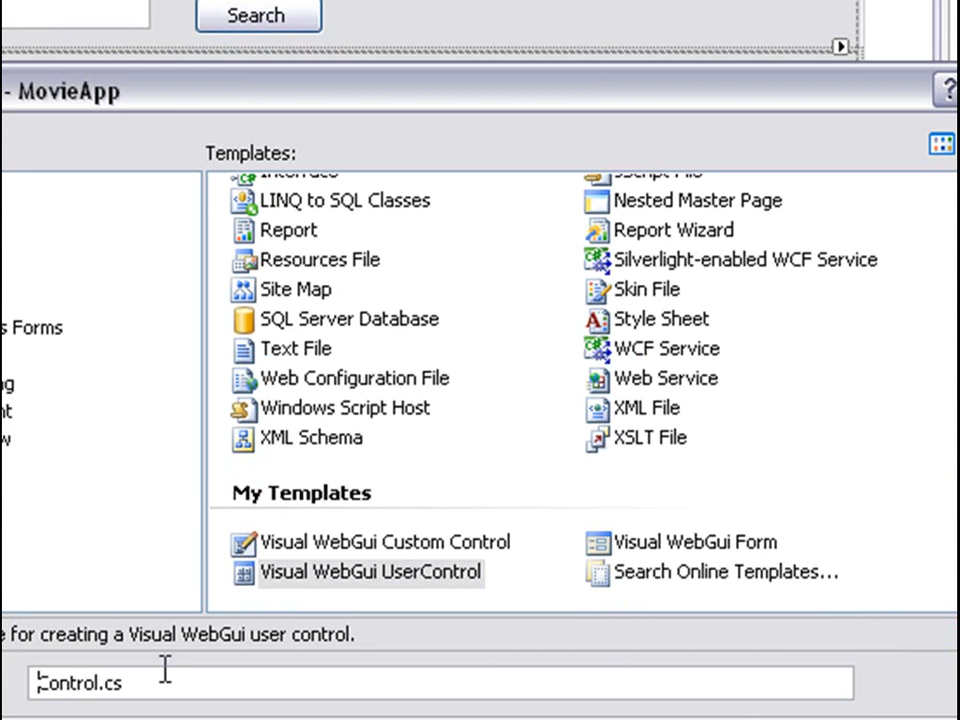 Search
- MovieApp
?
Templates:
LINQ to SQL Classes
Nested Master Page
Report
Report Wizard
Resources File
Silverlight-enabled WCF Service
Site Map
Skin File
SQL Server Database
Style Sheet
s Forms
Text File
WCF Service
Web Configuration File
Web Service
ng
Windows Script Host
XML File
nt
XML Schema
XSLT File
w
My Templates
Visual WebGui Custom Control
Visual WebGui Form
Visual WebGui UserControl
Search Online Templates...
e for creating a Visual WebGui user control.
Control.cs